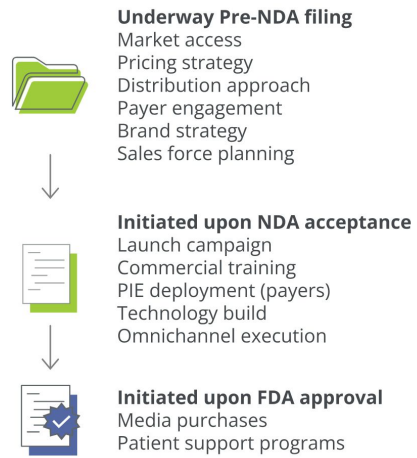 Underway Pre-NDA filing
Market access
Pricing strategy
Distribution approach
Payer engagement
Brand strategy
Sales force planning
Initiated upon NDA acceptance
Launch campaign
Commercial training
PIE deployment (payers)
Technology build
Omnichannel execution
Initiated upon FDA approval
Media purchases
Patient support programs